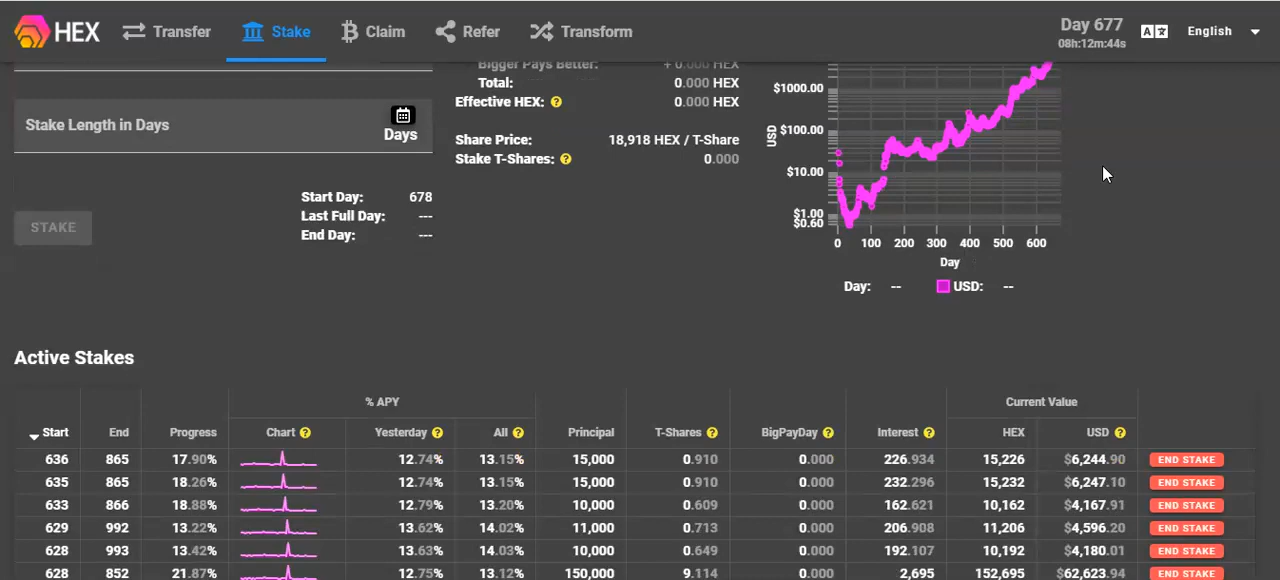 HEX Transfer Stake Claim Refer Transform Day 677 08h:12m:44s English
Bigger Pays Better: + 0.000 HEX
Total: 0.000 HEX
Effective HEX: ? 0.000 HEX
Share Price: 18,918 HEX / T-Share
Stake T-Shares: ? 0.000
Stake Length in Days
Days
Start Day: 678
Last Full Day: ---
End Day: ---
STAKE
USD
$1000.00
$100.00
$10.00
$1.00
$0.60
0 100 200 300 400 500 600
Day
Day: -- USD: --
Active Stakes
% APY Current Value
Start End Progress Chart ? Yesterday ? All ? Principal T-Shares ? BigPayDay ? Interest ? HEX USD ?
636 865 17.90% 12.74% 13.15% 15,000 0.910 0.000 226.934 15,226 $6,244.90 END STAKE
635 865 18.26% 12.74% 13.15% 15,000 0.910 0.000 232.296 15,232 $6,247.10 END STAKE
633 866 18.88% 12.79% 13.20% 10,000 0.609 0.000 162.621 10,162 $4,167.91 END STAKE
629 992 13.22% 13.62% 14.02% 11,000 0.713 0.000 206.908 11,206 $4,596.20 END STAKE
628 993 13.42% 13.63% 14.03% 10,000 0.649 0.000 192.107 10,192 $4,180.01 END STAKE
628 852 21.87% 12.75% 13.12% 150,000 9.114 0.000 2,695 152,695 $62,623.94 END STAKE